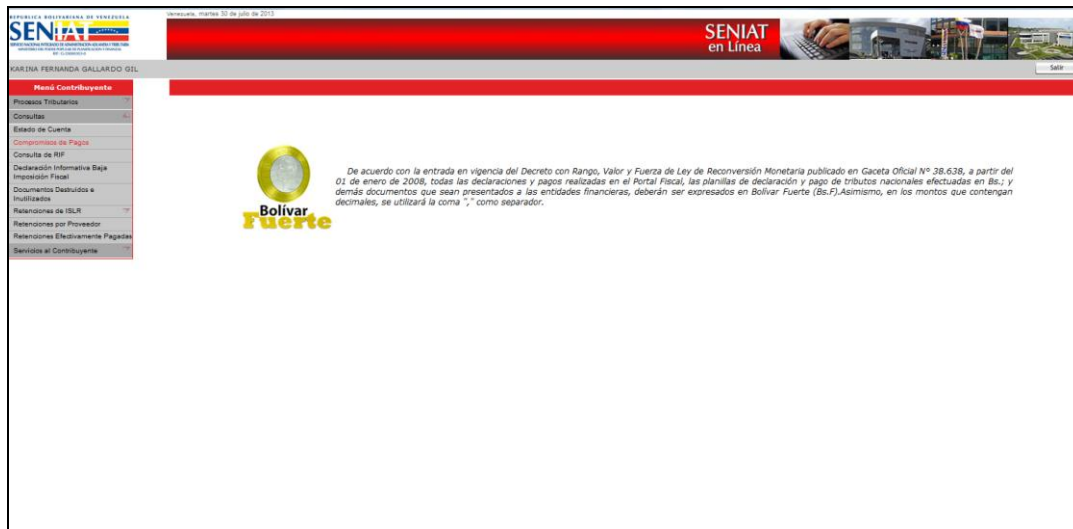 Venezuela, martes 30 de julio de 2013
REPUBLICA BOLIVARIANA DE VENEZUELA
SENIAT
SENIAT
en Línea
KARINA FERNANDA GALLARDO GIL
Salir
Menú Contribuyente
Procesos Tributarios
Consultas
Estado de Cuenta
Compromisos de Pagos
Consulta de RIF
Declaración Informativa Baja
Imposición Fiscal
Documentos Destruidos e
Inutilizados
Retenciones de ISLR
Retenciones por Proveedor
Retenciones Efectivamente Pagadas
Servicios al Contribuyente
Bolívar
Fuerte
De acuerdo con la entrada en vigencia del Decreto con Rango, Valor y Fuerza de Ley de Reconversión Monetaria publicado en Gaceta Oficial Nº 38.638, a partir del
01 de enero de 2008, todas las declaraciones y pagos realizadas en el Portal Fiscal, las planillas de declaración y pago de tributos nacionales efectuadas en Bs.; y
demás documentos que sean presentados a las entidades financieras, deberán ser expresados en Bolívar Fuerte (Bs.F).Asimismo, en los montos que contengan
decimales, se utilizará la coma "," como separador.